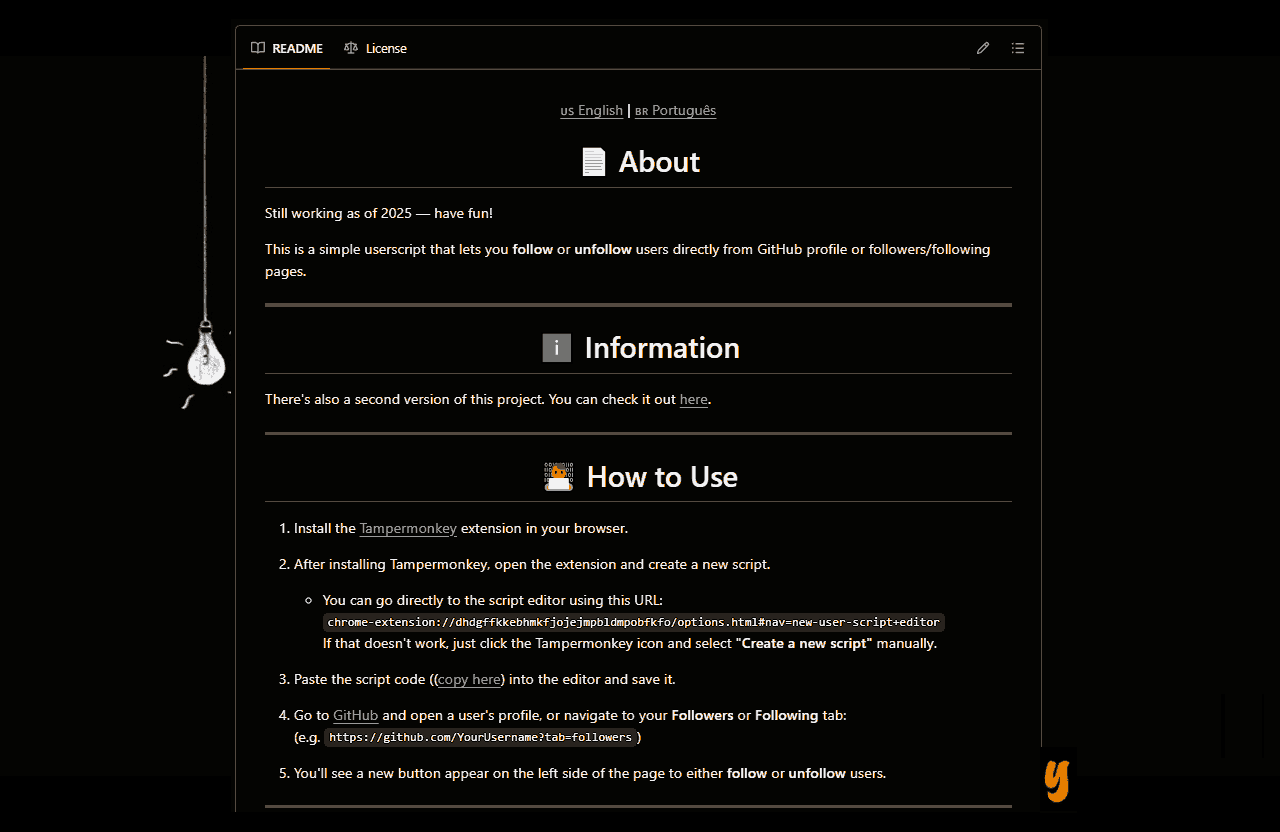 README License
US English | BR Português
About
Still working as of 2025 — have fun!
This is a simple userscript that lets you follow or unfollow users directly from GitHub profile or followers/following
pages.
i Information
There's also a second version of this project. You can check it out here.
How to Use
1. Install the Tampermonkey extension in your browser.
2. After installing Tampermonkey, open the extension and create a new script.
You can go directly to the script editor using this URL:
chrome-extension://dhdgffkkebhmkfjojejmpbldmpobfkfo/options.html#nav=new-user-script+editor
If that doesn't work, just click the Tampermonkey icon and select "Create a new script" manually.
3. Paste the script code ((copy here) into the editor and save it.
4. Go to GitHub and open a user's profile, or navigate to your Followers or Following tab:
(e.g. https://github.com/YourUsername?tab=followers )
5. You'll see a new button appear on the left side of the page to either follow or unfollow users.
y